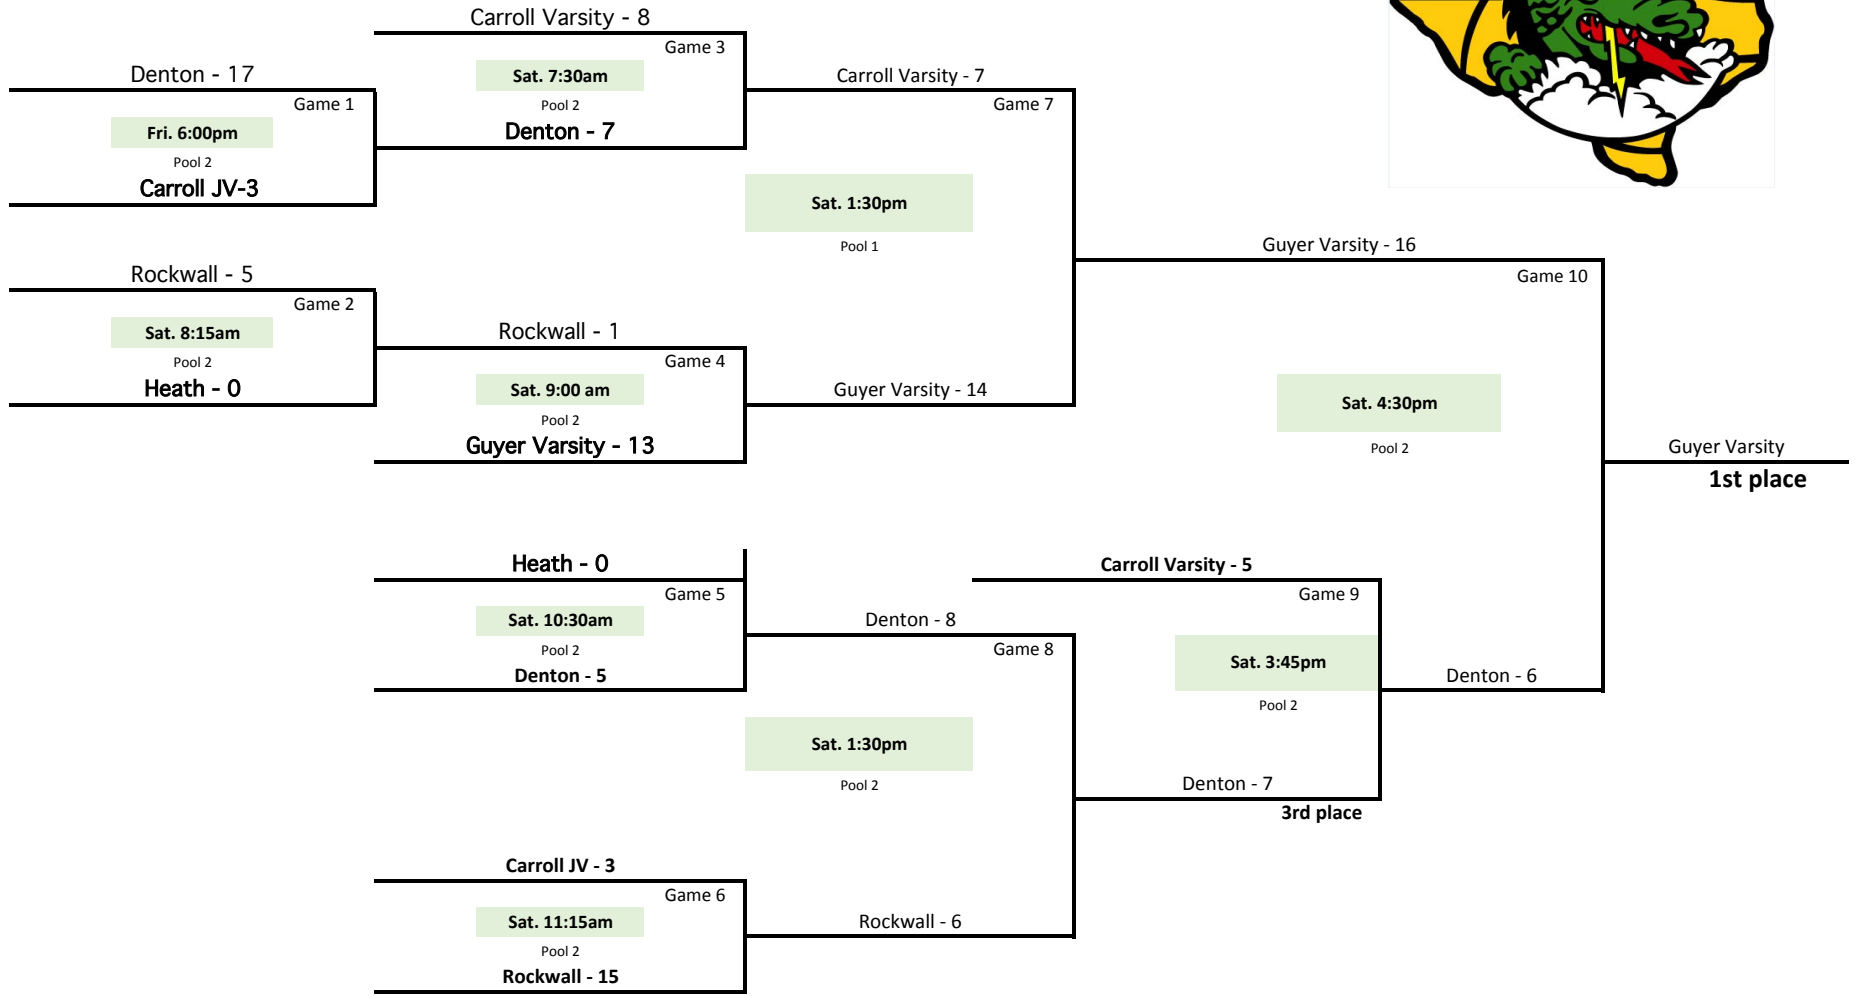 Carroll Varsity - 8
Game 3
Sat. 7:30am
Pool 2
Denton - 7
Denton - 17
Game 1
Fri. 6:00pm
Pool 2
Carroll JV-3
Carroll Varsity - 7
Game 7
Sat. 1:30pm
Pool 1
Guyer Varsity - 14
Rockwall - 5
Game 2
Sat. 8:15am
Pool 2
Heath - 0
Rockwall - 1
Game 4
Sat. 9:00 am
Pool 2
Guyer Varsity - 13
Guyer Varsity - 16
Game 10
Sat. 4:30pm
Pool 2
Guyer Varsity
1st place
Heath - 0
Game 5
Sat. 10:30am
Pool 2
Denton - 5
Denton - 8
Game 8
Sat. 1:30pm
Pool 2
Rockwall - 6
Carroll Varsity - 5
Game 9
Sat. 3:45pm
Pool 2
Denton - 7
3rd place
Denton - 6
Carroll JV - 3
Game 6
Sat. 11:15am
Pool 2
Rockwall - 15